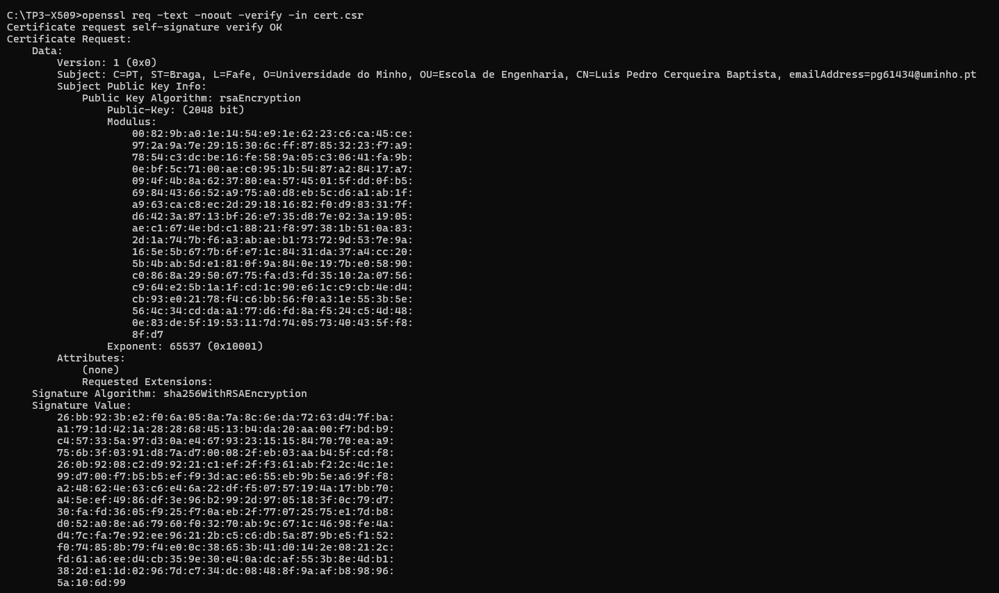 C:\TP3-X509>openssl req -text -noout -verify -in cert.csr
Certificate request self-signature verify OK
Certificate Request:
    Data:
        Version: 1 (0x0)
        Subject: C=PT, ST=Braga, L=Fafe, O=Universidade do Minho, OU=Escola de Engenharia, CN=Luis Pedro Cerqueira Baptista, emailAddress=pg61434@uminho.pt
        Subject Public Key Info:
            Public Key Algorithm: rsaEncryption
                Public-Key: (2048 bit)
                Modulus:
                    00:82:9b:a0:1e:14:54:e9:1e:62:23:c6:ca:45:ce:
                    97:2a:9a:7e:29:15:30:6c:ff:87:85:32:23:f7:a9:
                    78:54:c3:dc:be:16:fe:58:9a:05:c3:06:41:fa:9b:
                    0e:bf:5c:71:00:ae:c0:95:1b:54:87:a2:84:17:a7:
                    09:4f:4b:8a:62:37:80:ea:57:45:01:5f:dd:0f:b5:
                    69:84:43:66:52:a9:75:a0:d8:eb:5c:d6:a1:ab:1f:
                    a9:63:ca:c8:ec:2d:29:18:16:82:f0:d9:83:31:7f:
                    d6:42:3a:87:13:bf:26:e7:35:d8:7e:02:3a:19:05:
                    ae:c1:67:4e:bd:c1:88:21:f8:97:38:1b:51:0a:83:
                    2d:1a:74:7b:f6:a3:ab:ae:b1:73:72:9d:53:7e:9a:
                    16:5e:5b:67:7b:6f:e7:1c:84:31:da:37:a4:cc:20:
                    5b:4b:ab:5d:e1:81:0f:9a:84:0e:19:7b:e0:58:90:
                    c0:86:8a:29:50:67:75:fa:d3:fd:35:10:2a:07:56:
                    c9:64:e2:5b:1a:1f:cd:1c:90:e6:1c:c9:cb:4e:d4:
                    cb:93:e0:21:78:f4:c6:bb:56:f0:a3:1e:55:3b:5e:
                    56:4c:34:cd:da:a1:77:d6:fd:8a:f5:24:c5:4d:48:
                    0e:83:de:5f:19:53:11:7d:74:05:73:40:43:5f:f8:
                    8f:d7
                Exponent: 65537 (0x10001)
        Attributes:
            (none)
            Requested Extensions:
    Signature Algorithm: sha256WithRSAEncryption
    Signature Value:
        26:bb:92:3b:e2:f0:6a:05:8a:7a:8c:6e:da:72:63:d4:7f:ba:
        a1:79:1d:42:1a:28:28:68:45:13:b4:da:20:aa:00:f7:bd:b9:
        c4:57:33:5a:97:d3:0a:e4:67:93:23:15:15:84:70:70:ea:a9:
        75:6b:3f:03:91:d8:7a:d7:00:08:2f:eb:03:aa:b4:5f:cd:f8:
        26:0b:92:08:c2:d9:92:21:c1:ef:2f:f3:61:ab:f2:2c:4c:1e:
        99:d7:00:f7:b5:b5:ef:f9:3d:ac:e6:55:eb:9b:5e:a6:9f:f8:
        a2:48:62:4e:63:c6:e4:6a:22:df:f5:07:57:19:4a:17:bb:70:
        a4:5e:ef:49:86:df:3e:96:b2:99:2d:97:05:18:3f:0c:79:d7:
        30:fa:fd:36:05:f9:25:f7:0a:eb:2f:77:07:25:75:e1:7d:b8:
        d0:52:a0:8e:a6:79:60:f0:32:70:ab:9c:67:1c:46:98:fe:4a:
        d4:7c:fa:7e:92:ee:96:21:2b:c5:c6:db:5a:87:9b:e5:f1:52:
        f0:74:85:8b:79:f4:e0:0c:38:65:3b:41:d0:14:2e:08:21:2c:
        fd:61:a6:ee:d4:cb:35:9e:30:e4:0a:dc:af:55:3b:8e:4d:b1:
        38:2d:e1:1d:02:96:7d:c7:34:dc:08:48:8f:9a:af:b8:98:96:
        5a:10:6d:99